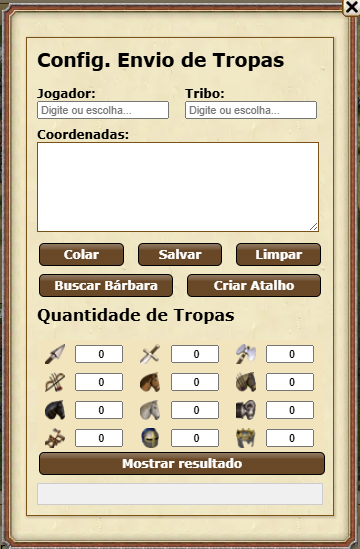 Config. Envio de Tropas
Jogador: Tribo:
Digite ou escolha... Digite ou escolha...
Coordenadas:
Colar Salvar Limpar
Buscar Bárbara Criar Atalho
Quantidade de Tropas
0 0 0
0 0 0
0 0 0
0 0 0
Mostrar resultado